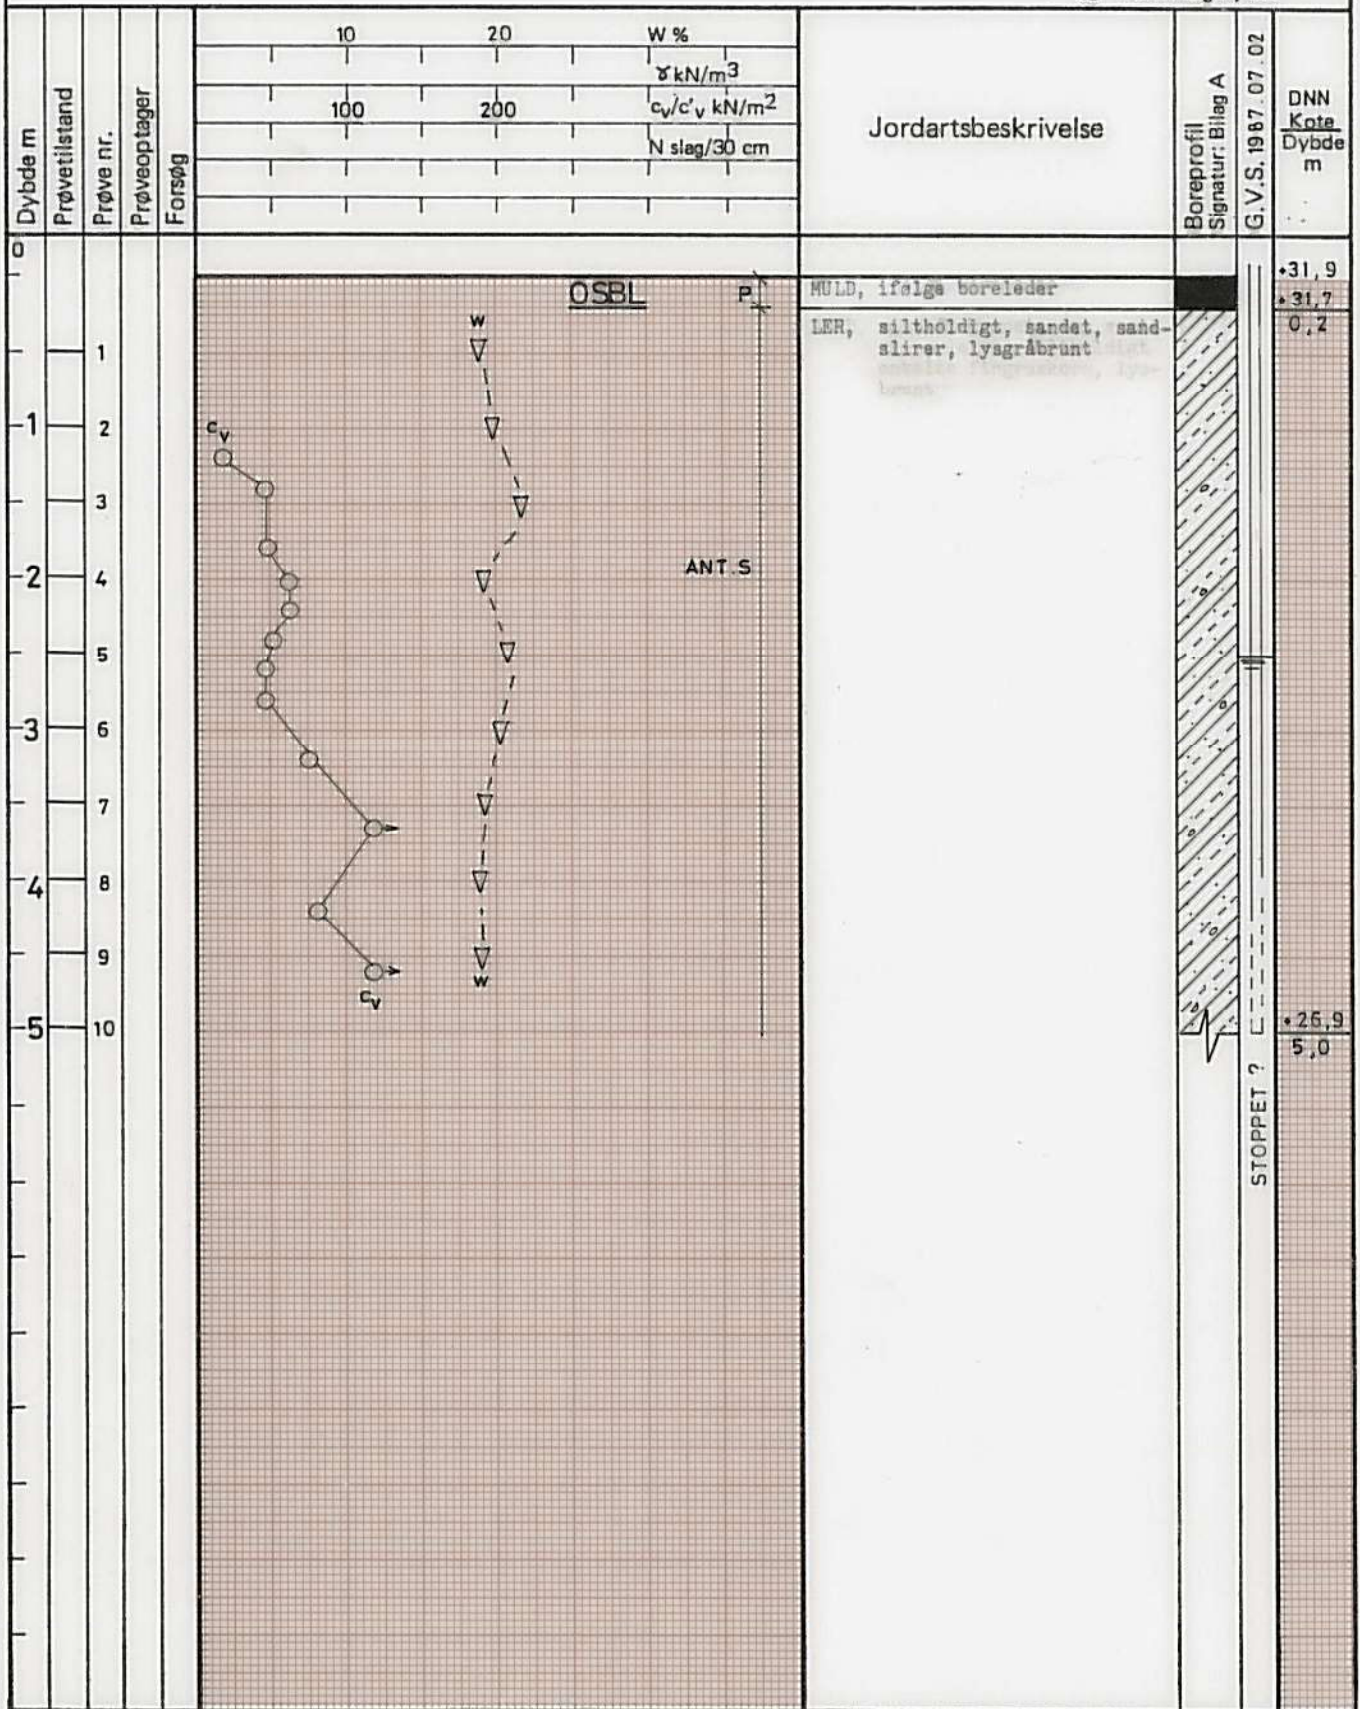 Dybde m
Prøvetilstand
Prøve nr.
Prøveoptager
Forsøg
10 20 W %
γ kN/m³
100 200 cv/c'v kN/m²
N slag/30 cm
Jordartsbeskrivelse
Boreprofil
Signatur: Bilag A
G.V.S. 1987.07.02
DNN
Kote
Dybde
m
0
+31,9
OSBL P MULD, ifølge boreleder
+31,7
0,2
w LER, siltholdigt, sandet, sand-
slirer, lysgråbrunt
1
1 2
cv
3
2 4 ANT.S
5
3 6
7
4 8
9
w
cv
5 10
+26,9
5,0
STOPPET ?